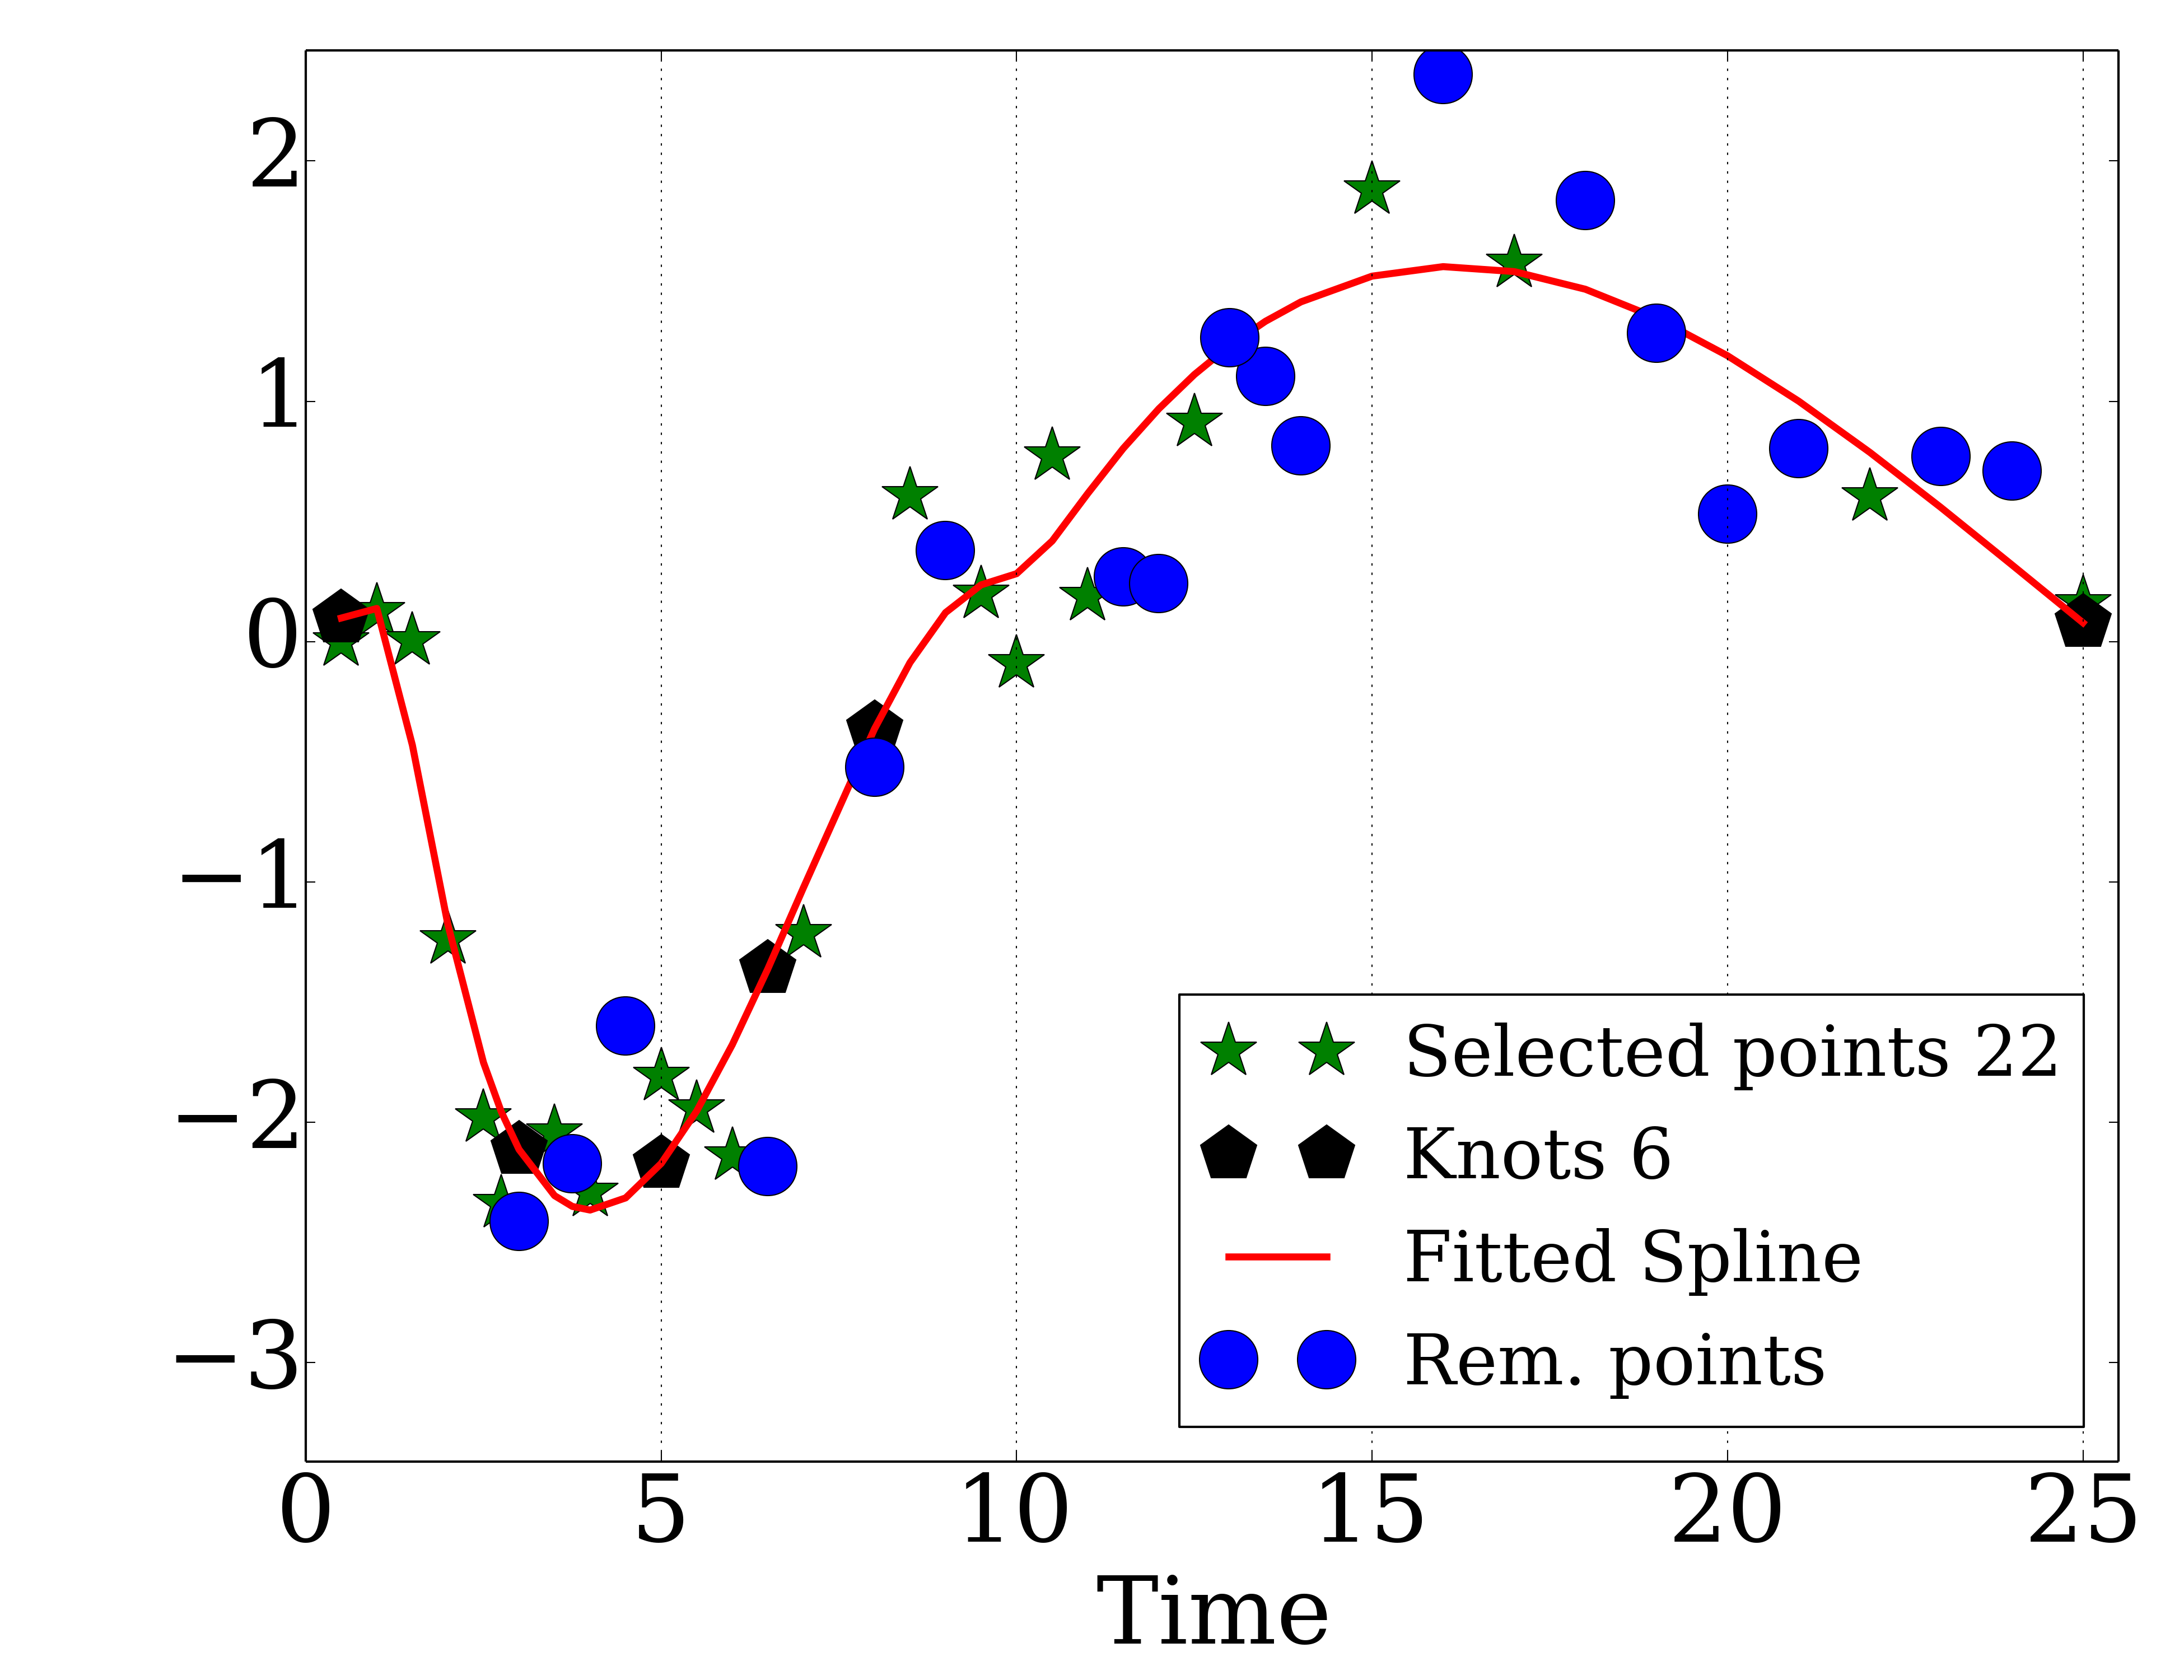 2
1
0
−1
−2
−3
0 5 10 15 20 25
Time
Selected points 22
Knots 6
Fitted Spline
Rem. points